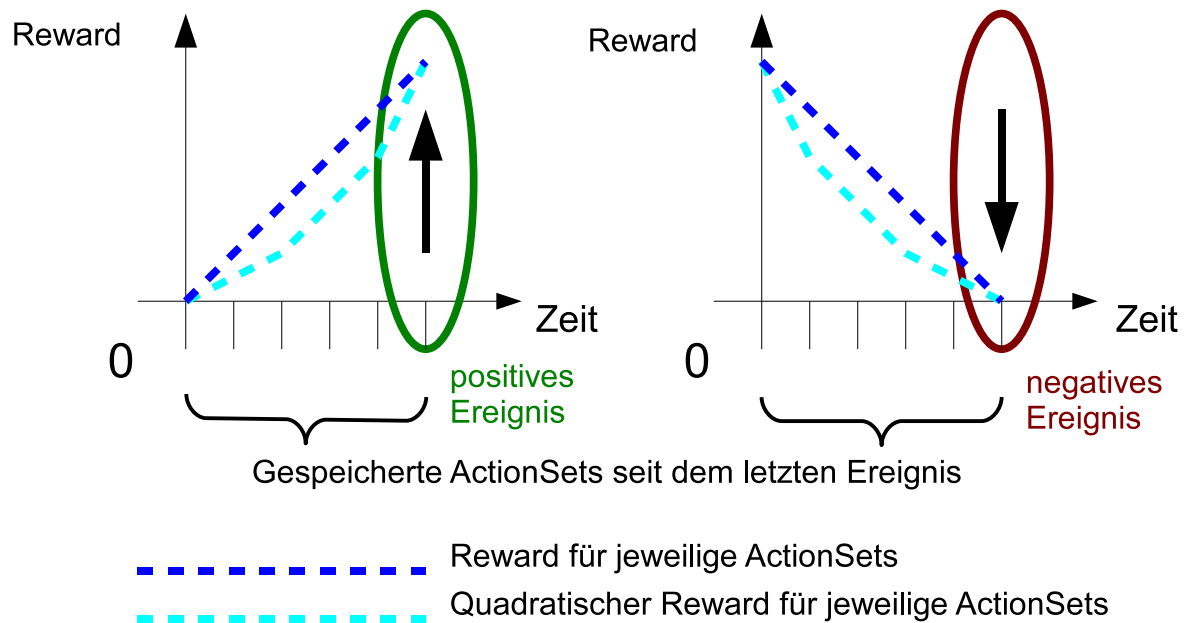 Reward
Zeit
0
positives
Ereignis
Reward
Zeit
0
negatives
Ereignis
Gespeicherte ActionSets seit dem letzten Ereignis
Reward für jeweilige ActionSets
Quadratischer Reward für jeweilige ActionSets